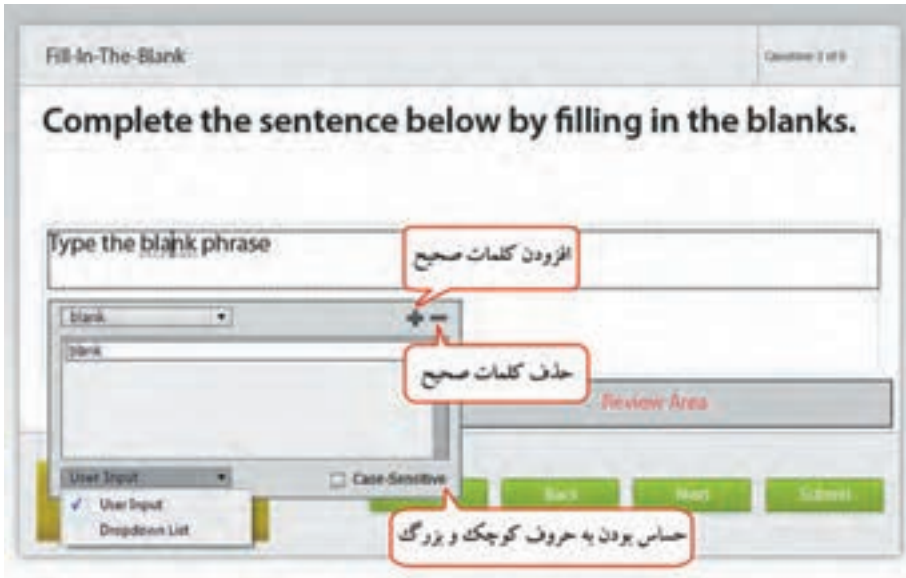 Fill-In-The-Blank
Complete the sentence below by filling in the blanks.
Type the blank phrase
افزودن کلمات صحیح
blank
blank
حذف کلمات صحیح
Review Area
User Input
Case-Sensitive
Back
Next
Submit
User Input
Dropdown List
حساس بودن به حروف کوچک و بزرگ